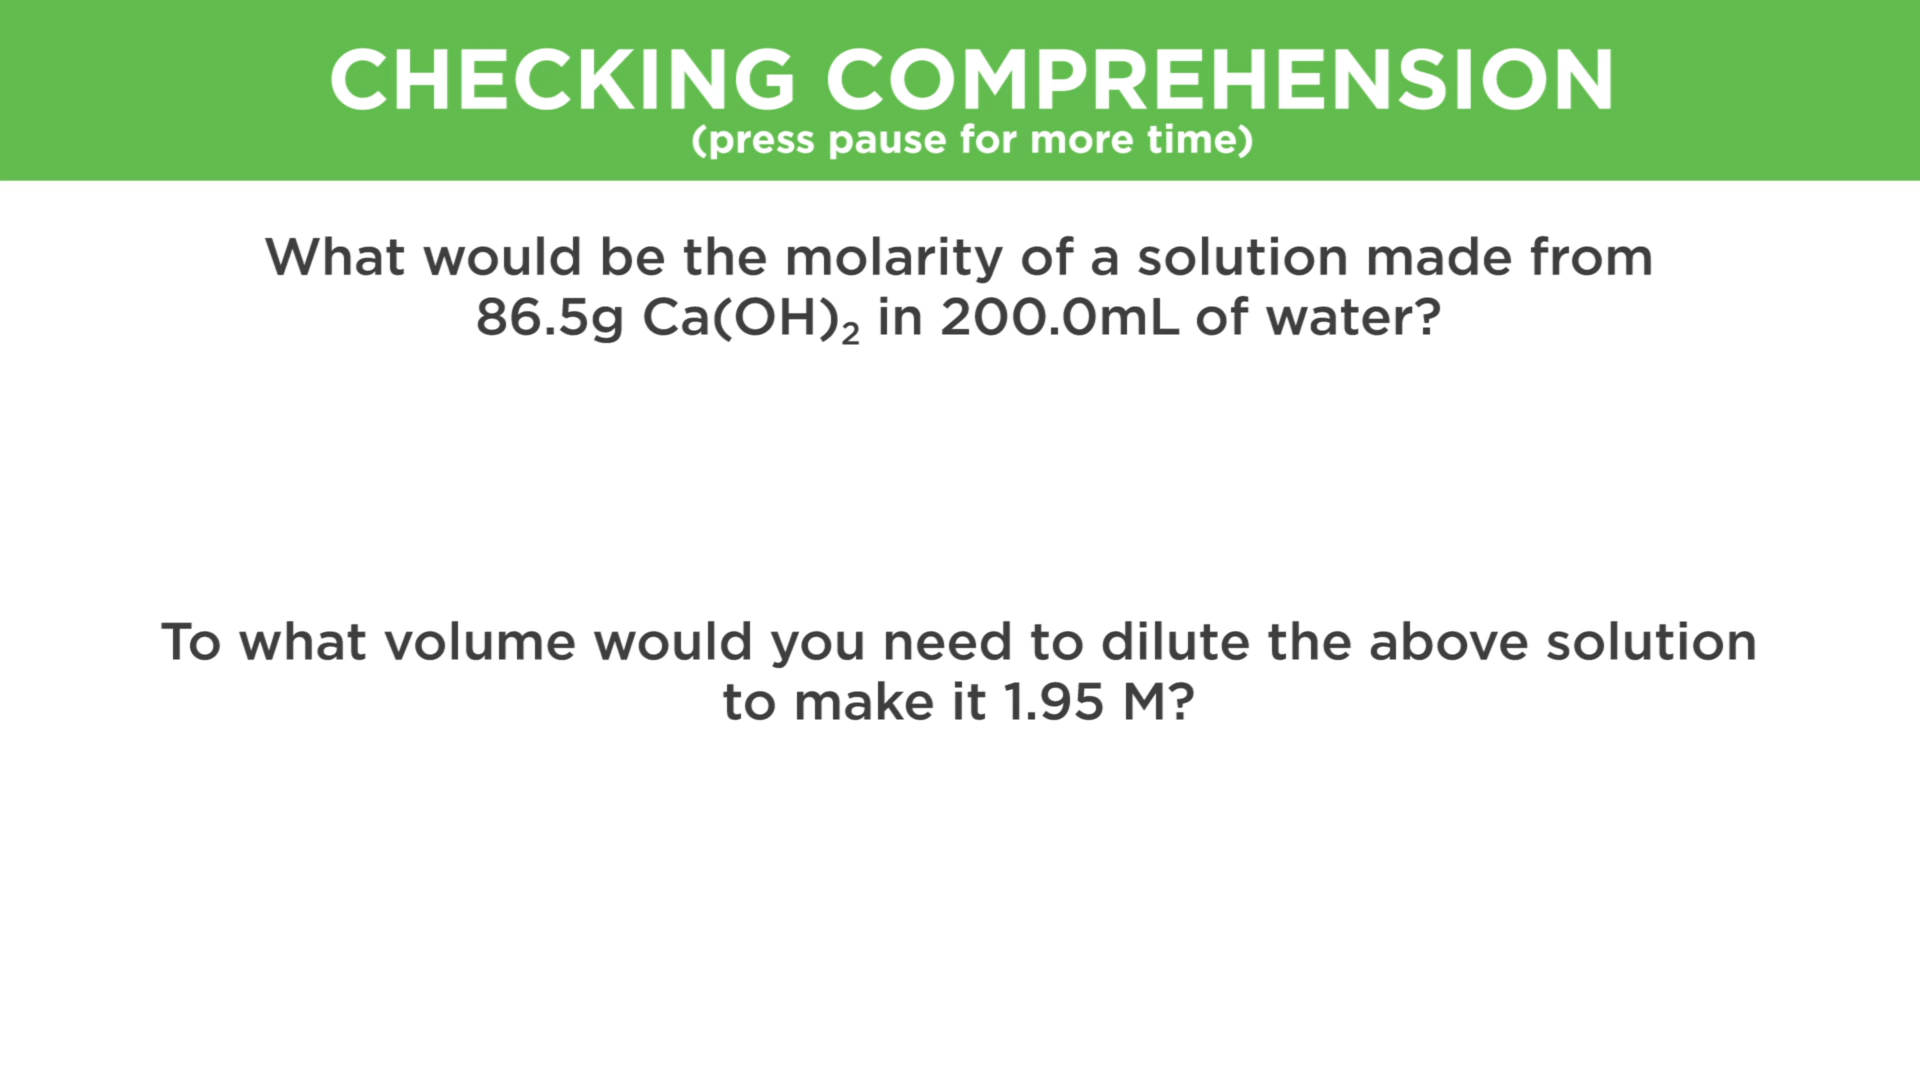 CHECKING COMPREHENSION
(press pause for more time)
What would be the molarity of a solution made from
86.5g Ca(OH)₂ in 200.0mL of water?
To what volume would you need to dilute the above solution
to make it 1.95 M?